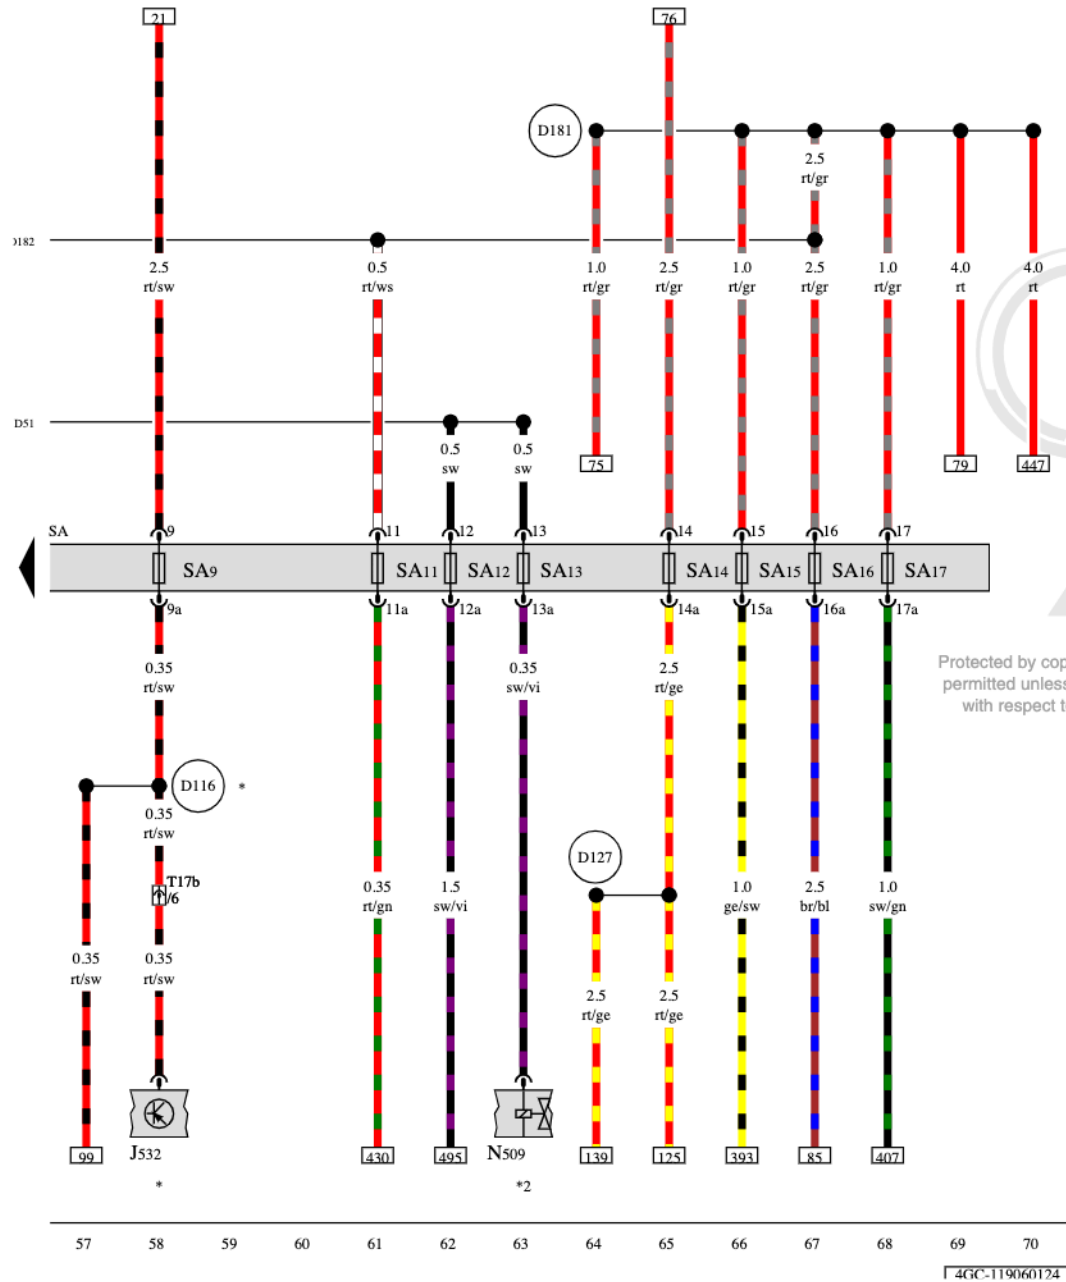 21 76
D181
2.5
rt/gr
D182
2.5 0.5 1.0 2.5 1.0 2.5 1.0 4.0 4.0
rt/sw rt/ws rt/gr rt/gr rt/gr rt/gr rt/gr rt rt
D51
0.5 0.5
sw sw
75 79 447
SA 9 11 12 13 14 15 16 17
SA9 SA11 SA12 SA13 SA14 SA15 SA16 SA17
9a 11a 12a 13a 14a 15a 16a 17a
0.35 0.35 2.5
rt/sw sw/vi rt/ge
Protected by cop
permitted unless
with respect t
D116 *
0.35
rt/sw
D127
T17b
/6
0.35 1.5 1.0 2.5 1.0
rt/gn sw/vi ge/sw br/bl sw/gn
0.35 0.35
rt/sw rt/sw
2.5 2.5
rt/ge rt/ge
99 J532 430 495 N509 139 125 393 85 407
* *2
57 58 59 60 61 62 63 64 65 66 67 68 69 70
4GC-119060124